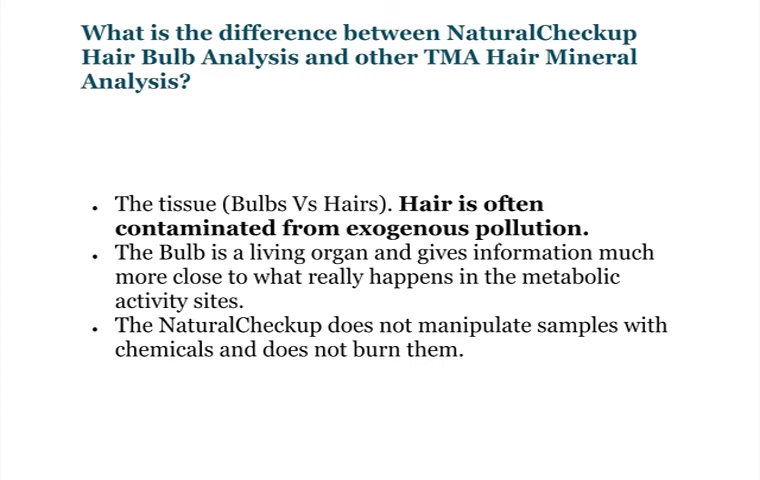 What is the difference between NaturalCheckup
Hair Bulb Analysis and other TMA Hair Mineral
Analysis?
• The tissue (Bulbs Vs Hairs). Hair is often
contaminated from exogenous pollution.
• The Bulb is a living organ and gives information much
more close to what really happens in the metabolic
activity sites.
• The NaturalCheckup does not manipulate samples with
chemicals and does not burn them.